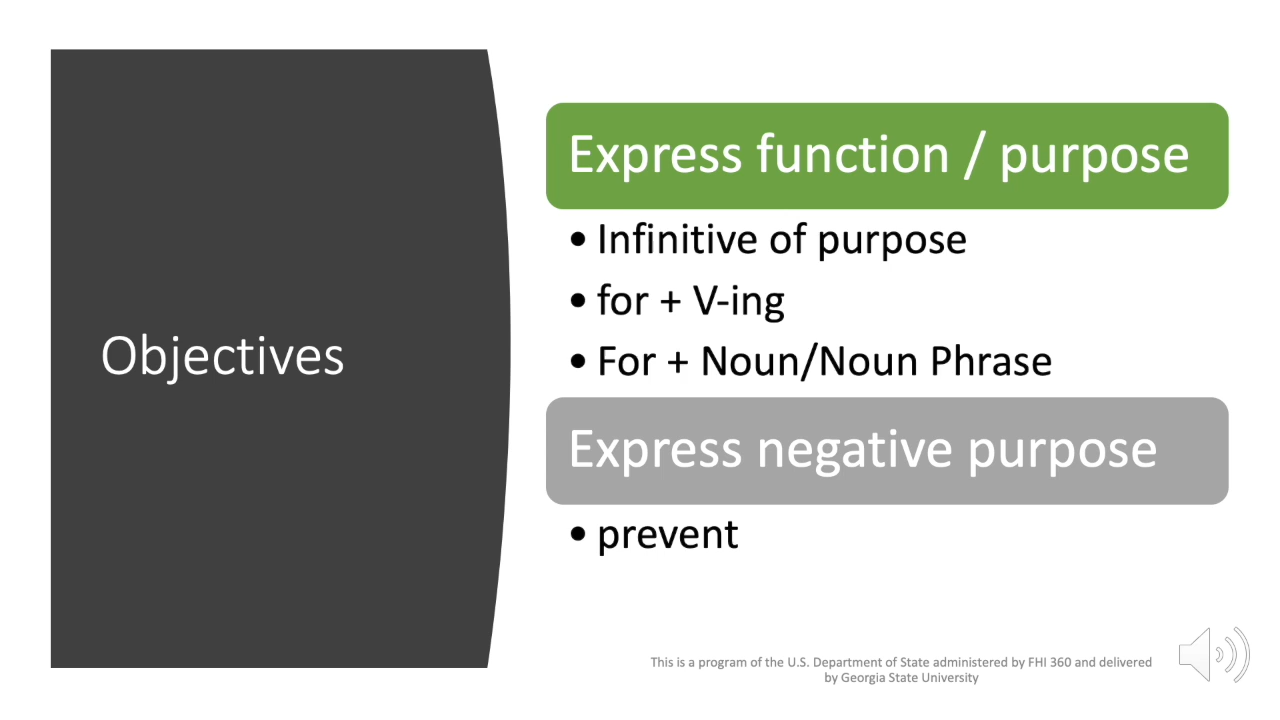 Objectives
Express function / purpose
• Infinitive of purpose
• for + V-ing
• For + Noun/Noun Phrase
Express negative purpose
• prevent
This is a program of the U.S. Department of State administered by FHI 360 and delivered
by Georgia State University